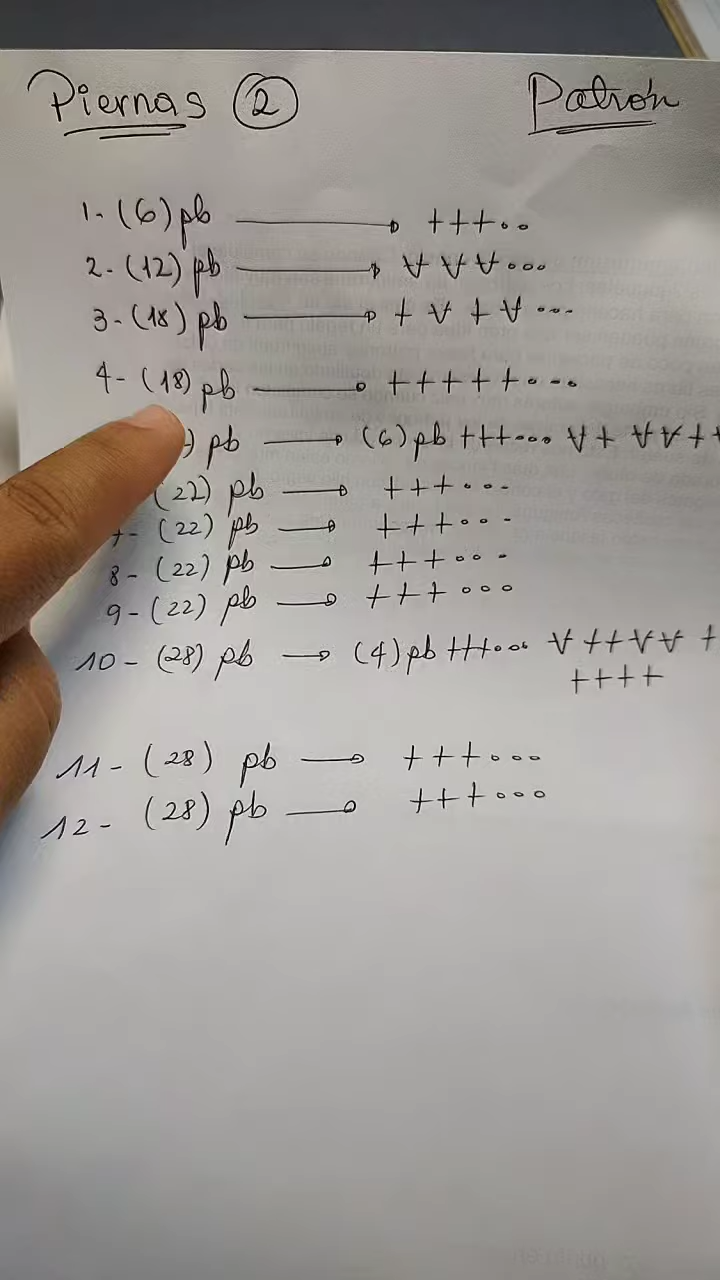 Piernas ② Patrón
1- (6) pb → +++..
2- (12) pb → V V V ...
3- (18) pb → + V + V ...
4- (18) pb → +++++...
) pb → (6) pb +++... V + V V ++
(22) pb → +++...
7- (22) pb → +++...
8- (22) pb → +++...
9- (22) pb → +++...
10- (28) pb → (4) pb +++... V ++ V V +
++++
11- (28) pb → +++...
12- (28) pb → +++...